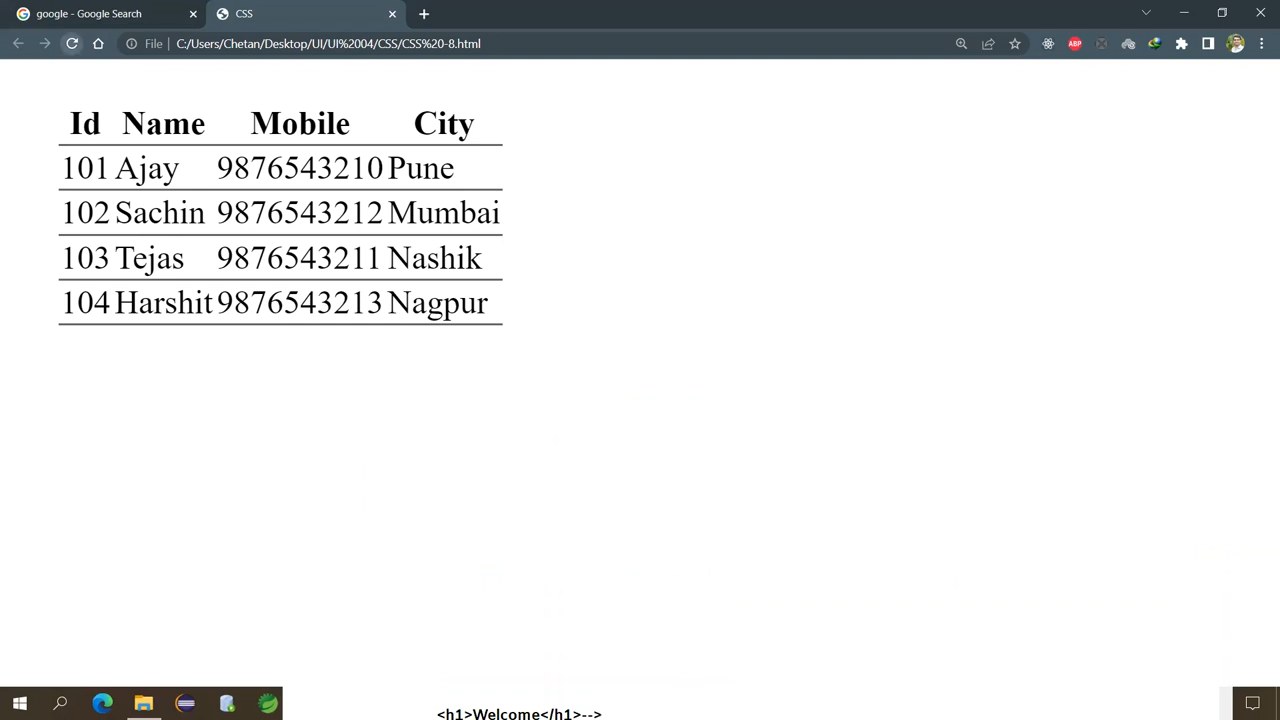 google - Google Search
CSS
File
C:/Users/Chetan/Desktop/UI/UI%2004/CSS/CSS%20-8.html
ABP
Id Name Mobile City
101 Ajay 9876543210 Pune
102 Sachin 9876543212 Mumbai
103 Tejas 9876543211 Nashik
104 Harshit 9876543213 Nagpur
<h1>Welcome</h1>-->